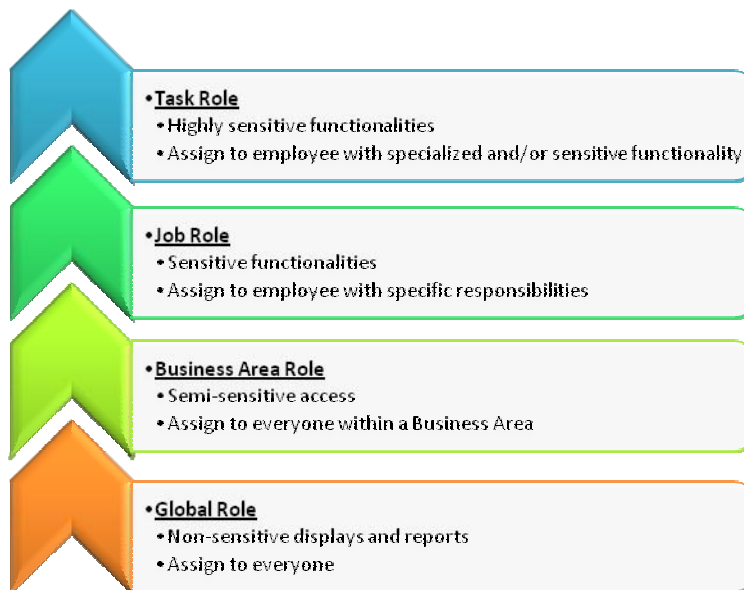 •Task Role
•Highly sensitive functionalities
•Assign to employee with specialized and/or sensitive functionality
•Job Role
•Sensitive functionalities
•Assign to employee with specific responsibilities
•Business Area Role
•Semi-sensitive access
•Assign to everyone within a Business Area
•Global Role
•Non-sensitive displays and reports
•Assign to everyone